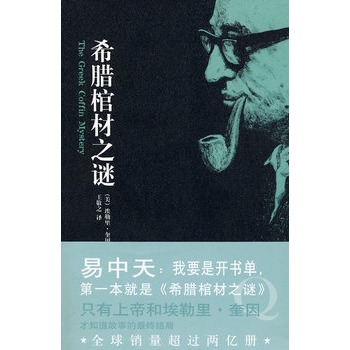 希腊棺材之谜
The Greek Coffin Mystery
(美)埃勒里·奎因
王敬之 译
易中天：我要是开书单，
第一本就是《希腊棺材之谜》
只有上帝和埃勒里·奎因
才知道故事的最终结局
全球销量超过两亿册
Q